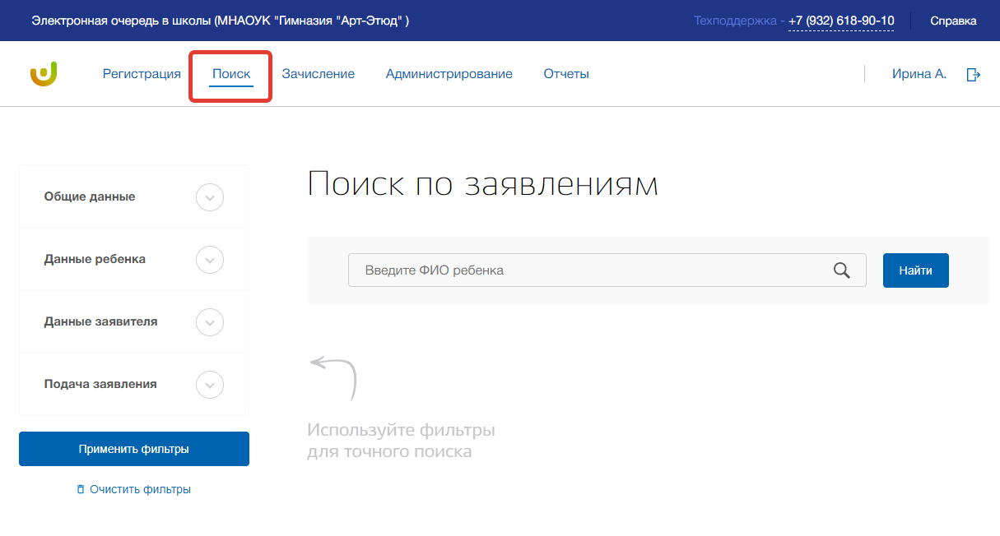 Электронная очередь в школы (МНАОУК "Гимназия "Арт-Этюд" )
Техподдержка - +7 (932) 618-90-10
Справка
Регистрация
Поиск
Зачисление
Администрирование
Отчеты
Ирина А.
Общие данные
Данные ребенка
Данные заявителя
Подача заявления
Применить фильтры
Очистить фильтры
Поиск по заявлениям
Введите ФИО ребенка
Найти
Используйте фильтры
для точного поиска